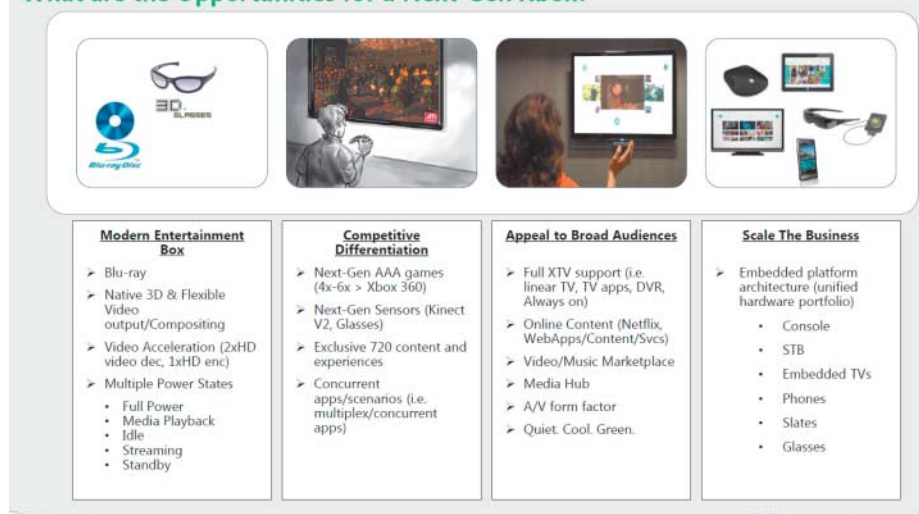 What are the Opportunities for a Next-Gen Xbox?
3D
GLASSES
Blu-ray Disc
ATI
Modern Entertainment
Box
➢ Blu-ray
➢ Native 3D & Flexible
Video
output/Compositing
➢ Video Acceleration (2xHD
video dec, 1xHD enc)
➢ Multiple Power States
• Full Power
• Media Playback
• Idle
• Streaming
• Standby
Competitive
Differentiation
➢ Next-Gen AAA games
(4x-6x > Xbox 360)
➢ Next-Gen Sensors (Kinect
V2, Glasses)
➢ Exclusive 720 content and
experiences
➢ Concurrent
apps/scenarios (i.e.
multiplex/concurrent
apps)
Appeal to Broad Audiences
➢ Full XTV support (i.e.
linear TV, TV apps, DVR,
Always on)
➢ Online Content (Netflix,
WebApps/Content/Svcs)
➢ Video/Music Marketplace
➢ Media Hub
➢ A/V form factor
➢ Quiet. Cool. Green.
Scale The Business
➢ Embedded platform
architecture (unified
hardware portfolio)
• Console
• STB
• Embedded TVs
• Phones
• Slates
• Glasses